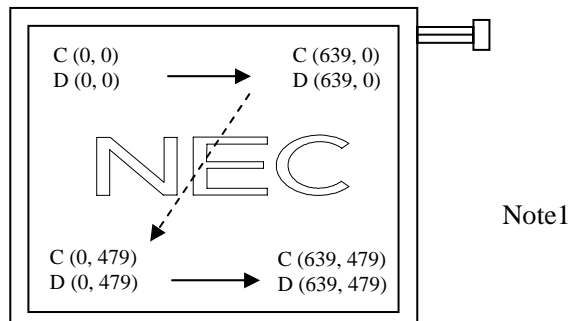 C (0, 0)
D (0, 0)
C (639, 0)
D (639, 0)
NEC
Note1
C (0, 479)
D (0, 479)
C (639, 479)
D (639, 479)